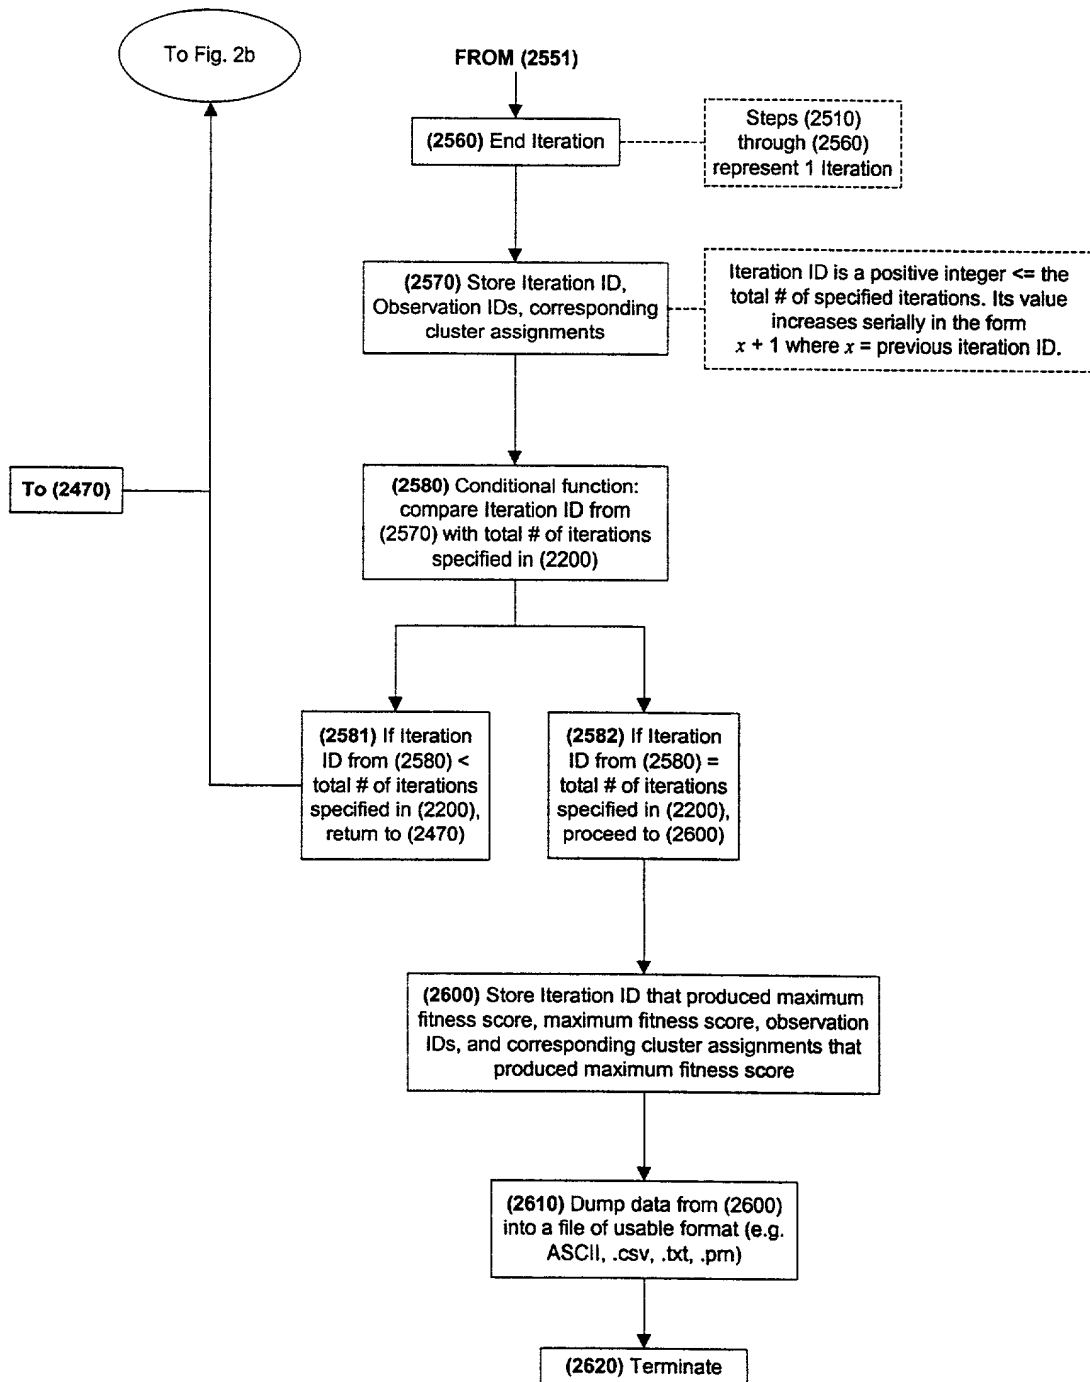 To Fig. 2b
FROM (2551)
(2560) End Iteration
Steps (2510)
through (2560)
represent 1 Iteration
(2570) Store Iteration ID,
Observation IDs, corresponding
cluster assignments
Iteration ID is a positive integer <= the
total # of specified iterations. Its value
increases serially in the form
x + 1 where x = previous iteration ID.
To (2470)
(2580) Conditional function:
compare Iteration ID from
(2570) with total # of iterations
specified in (2200)
(2581) If Iteration
ID from (2580) <
total # of iterations
specified in (2200),
return to (2470)
(2582) If Iteration
ID from (2580) =
total # of iterations
specified in (2200),
proceed to (2600)
(2600) Store Iteration ID that produced maximum
fitness score, maximum fitness score, observation
IDs, and corresponding cluster assignments that
produced maximum fitness score
(2610) Dump data from (2600)
into a file of usable format (e.g.
ASCII, .csv, .txt, .prn)
(2620) Terminate